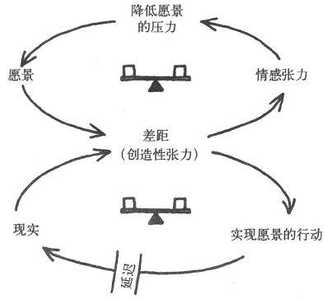 降低愿景
的压力
愿景
情感张力
差距
(创造性张力)
现实
实现愿景的行动
延迟